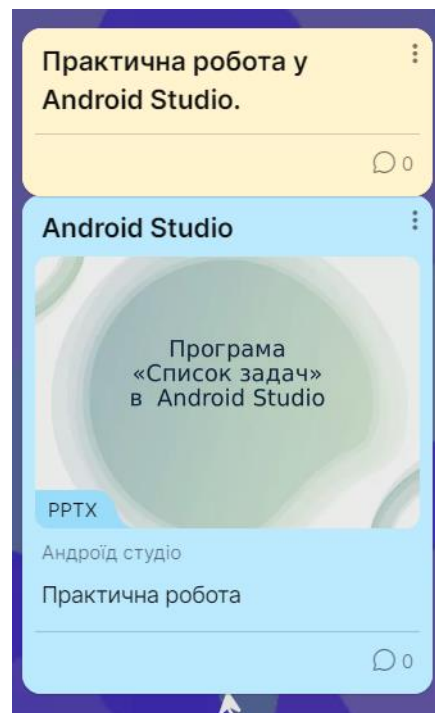 Практична робота у
Android Studio.
0
Android Studio
Програма
«Список задач»
в Android Studio
PPTX
Андроїд студіо
Практична робота
0